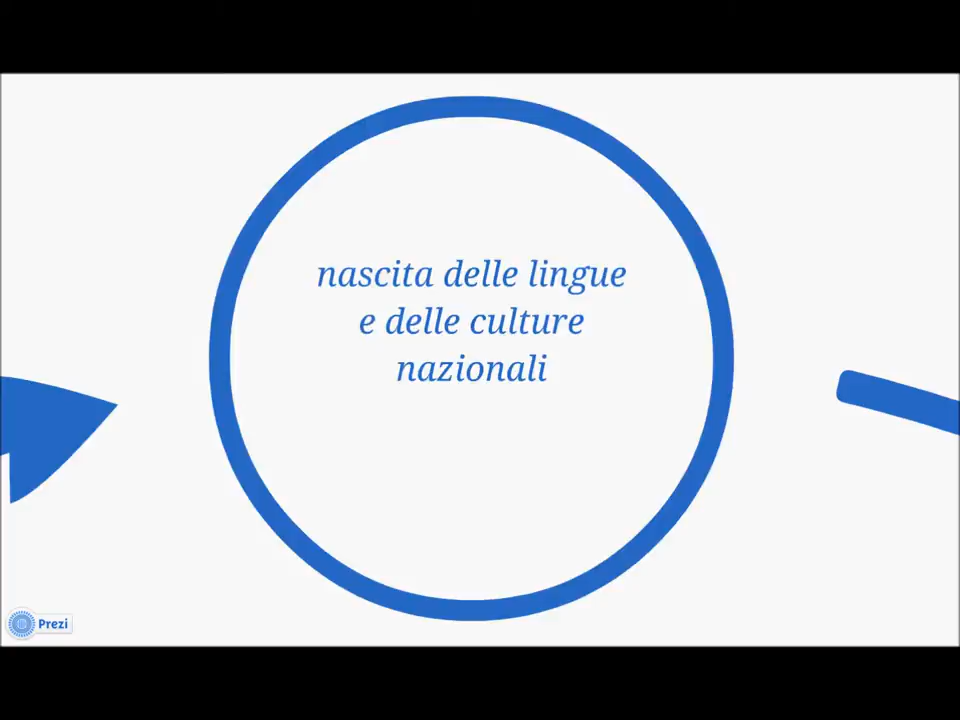 nascita delle lingue
e delle culture
nazionali
Prezi